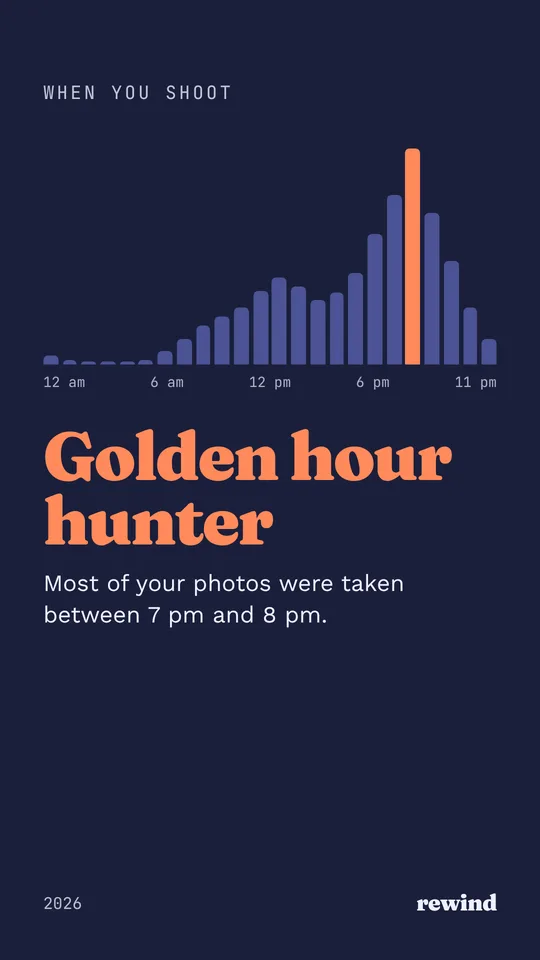 WHEN YOU SHOOT
12 am 6 am 12 pm 6 pm 11 pm
Golden hour
hunter
Most of your photos were taken
between 7 pm and 8 pm.
2026 rewind